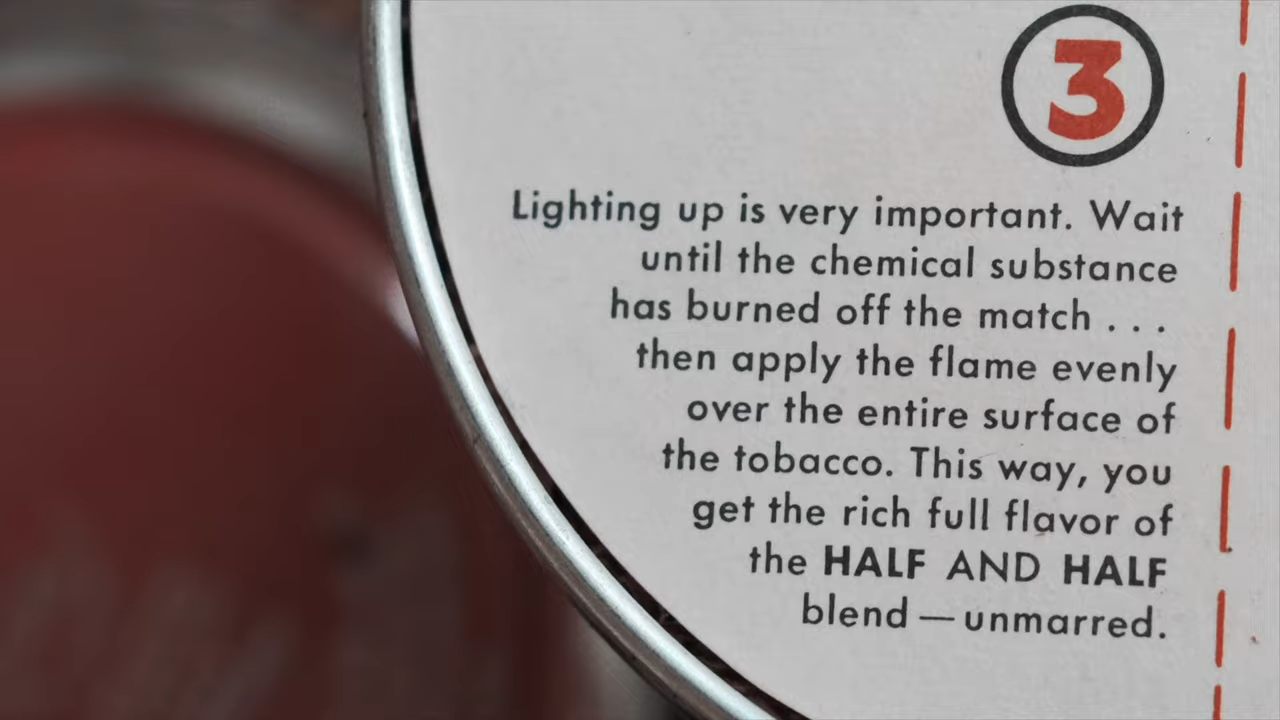 3
Lighting up is very important. Wait
until the chemical substance
has burned off the match . . .
then apply the flame evenly
over the entire surface of
the tobacco. This way, you
get the rich full flavor of
the HALF AND HALF
blend — unmarred.